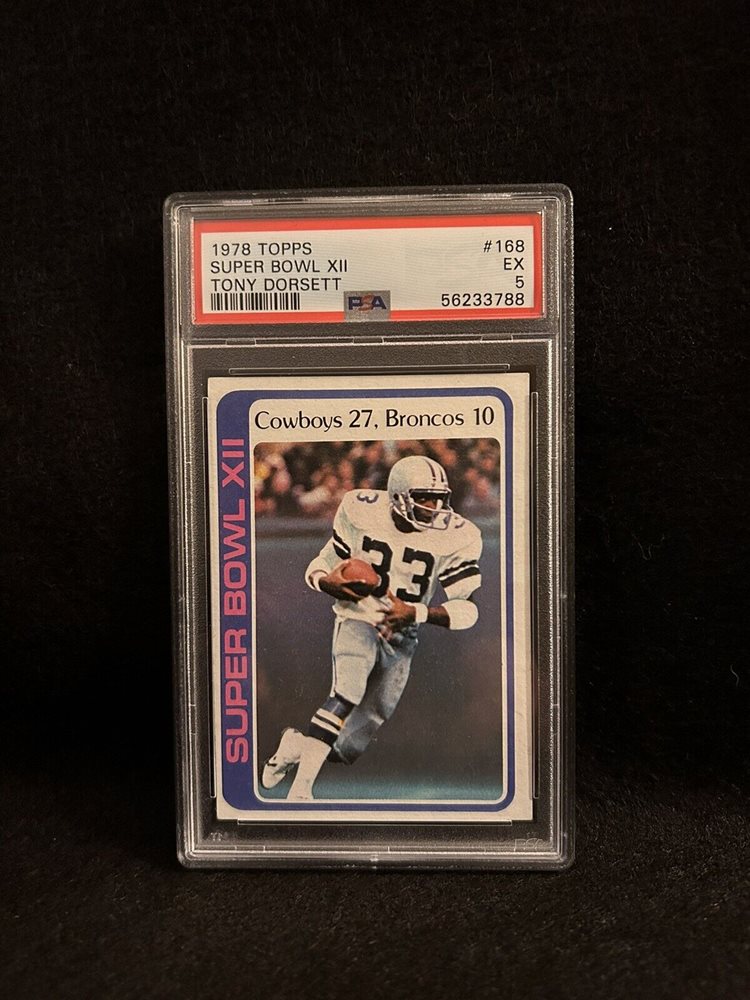 1978 TOPPS #168
SUPER BOWL XII EX
TONY DORSETT 5
PSA 56233788
Cowboys 27, Broncos 10
SUPER BOWL XII
33
33